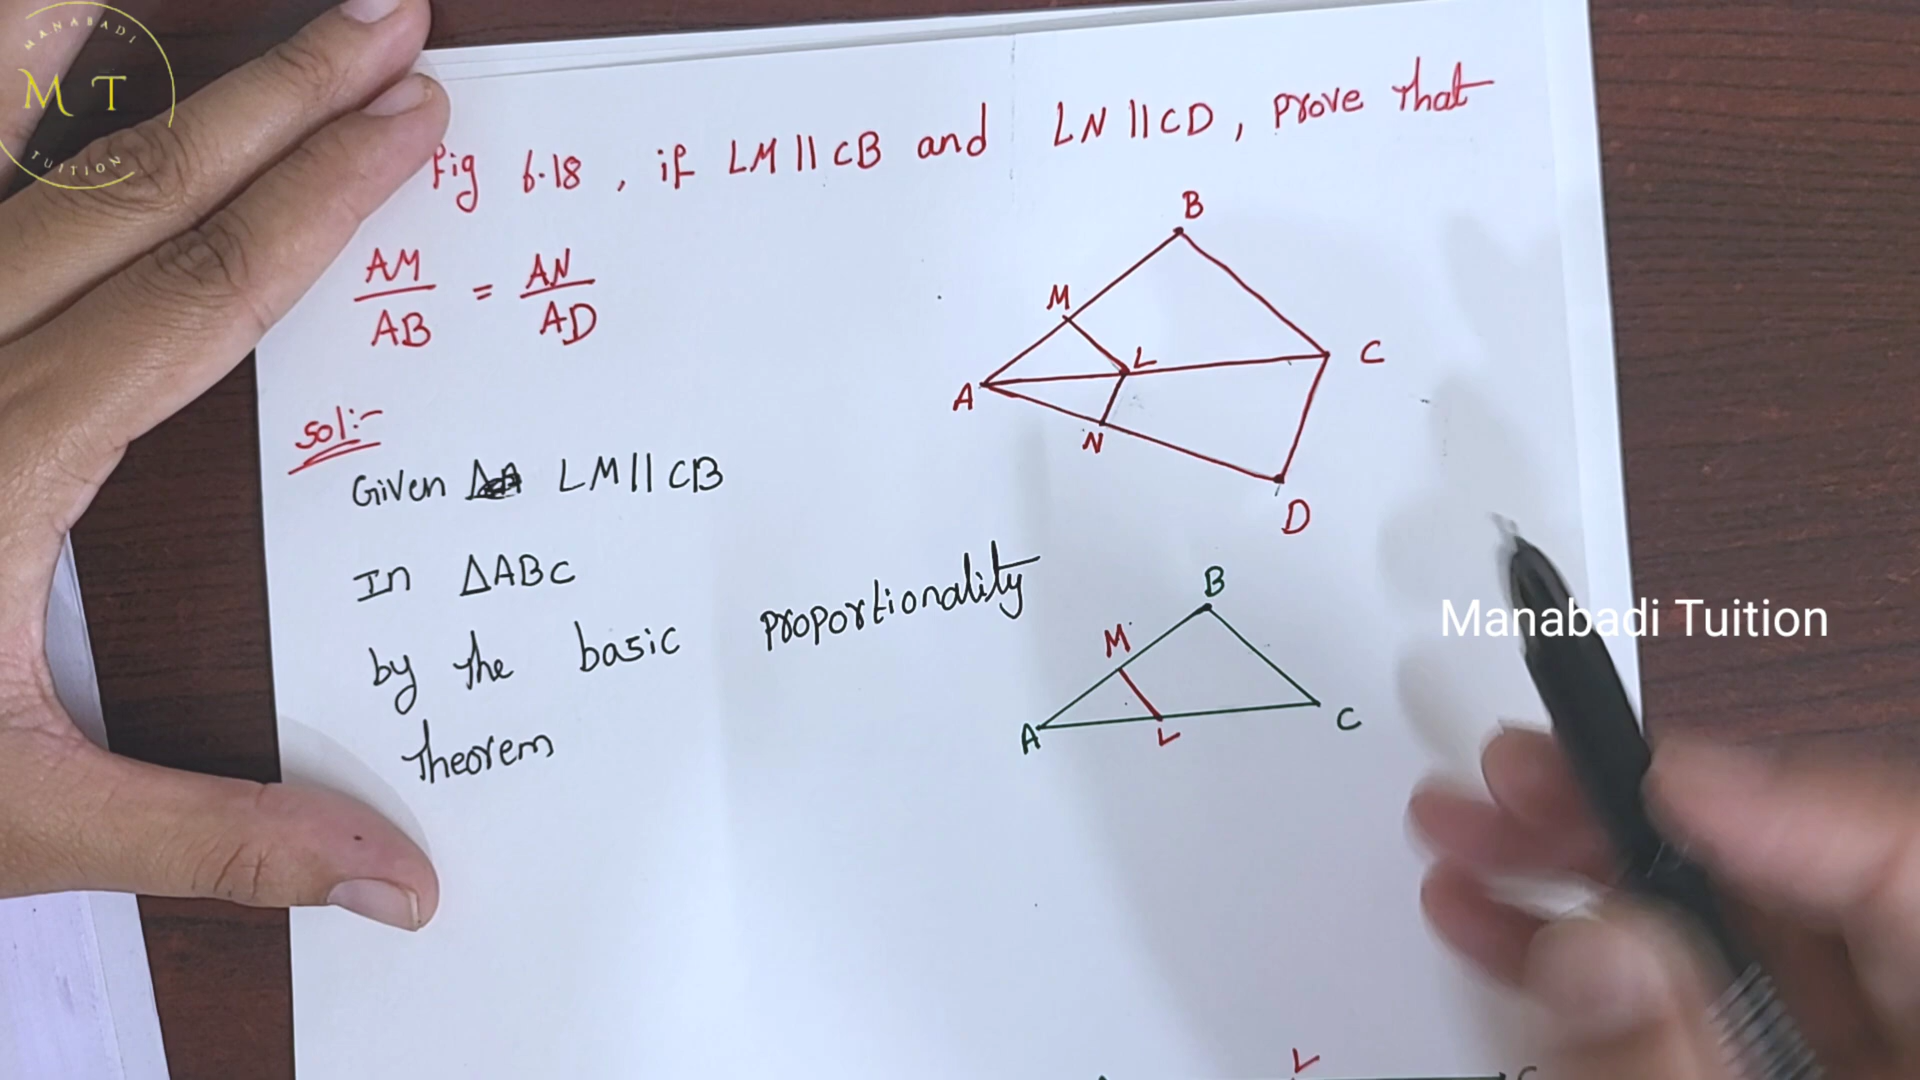 MANABADI
M T
TUITION
fig 6.18 , if LM || CB and LN || CD , prove that
AM/AB = AN/AD
B
M
L
C
A
N
D
Sol:-
Given LM || CB
In ΔABC
by the basic proportionality
theorem
B
M
A
L
C
Manabadi Tuition
L
C